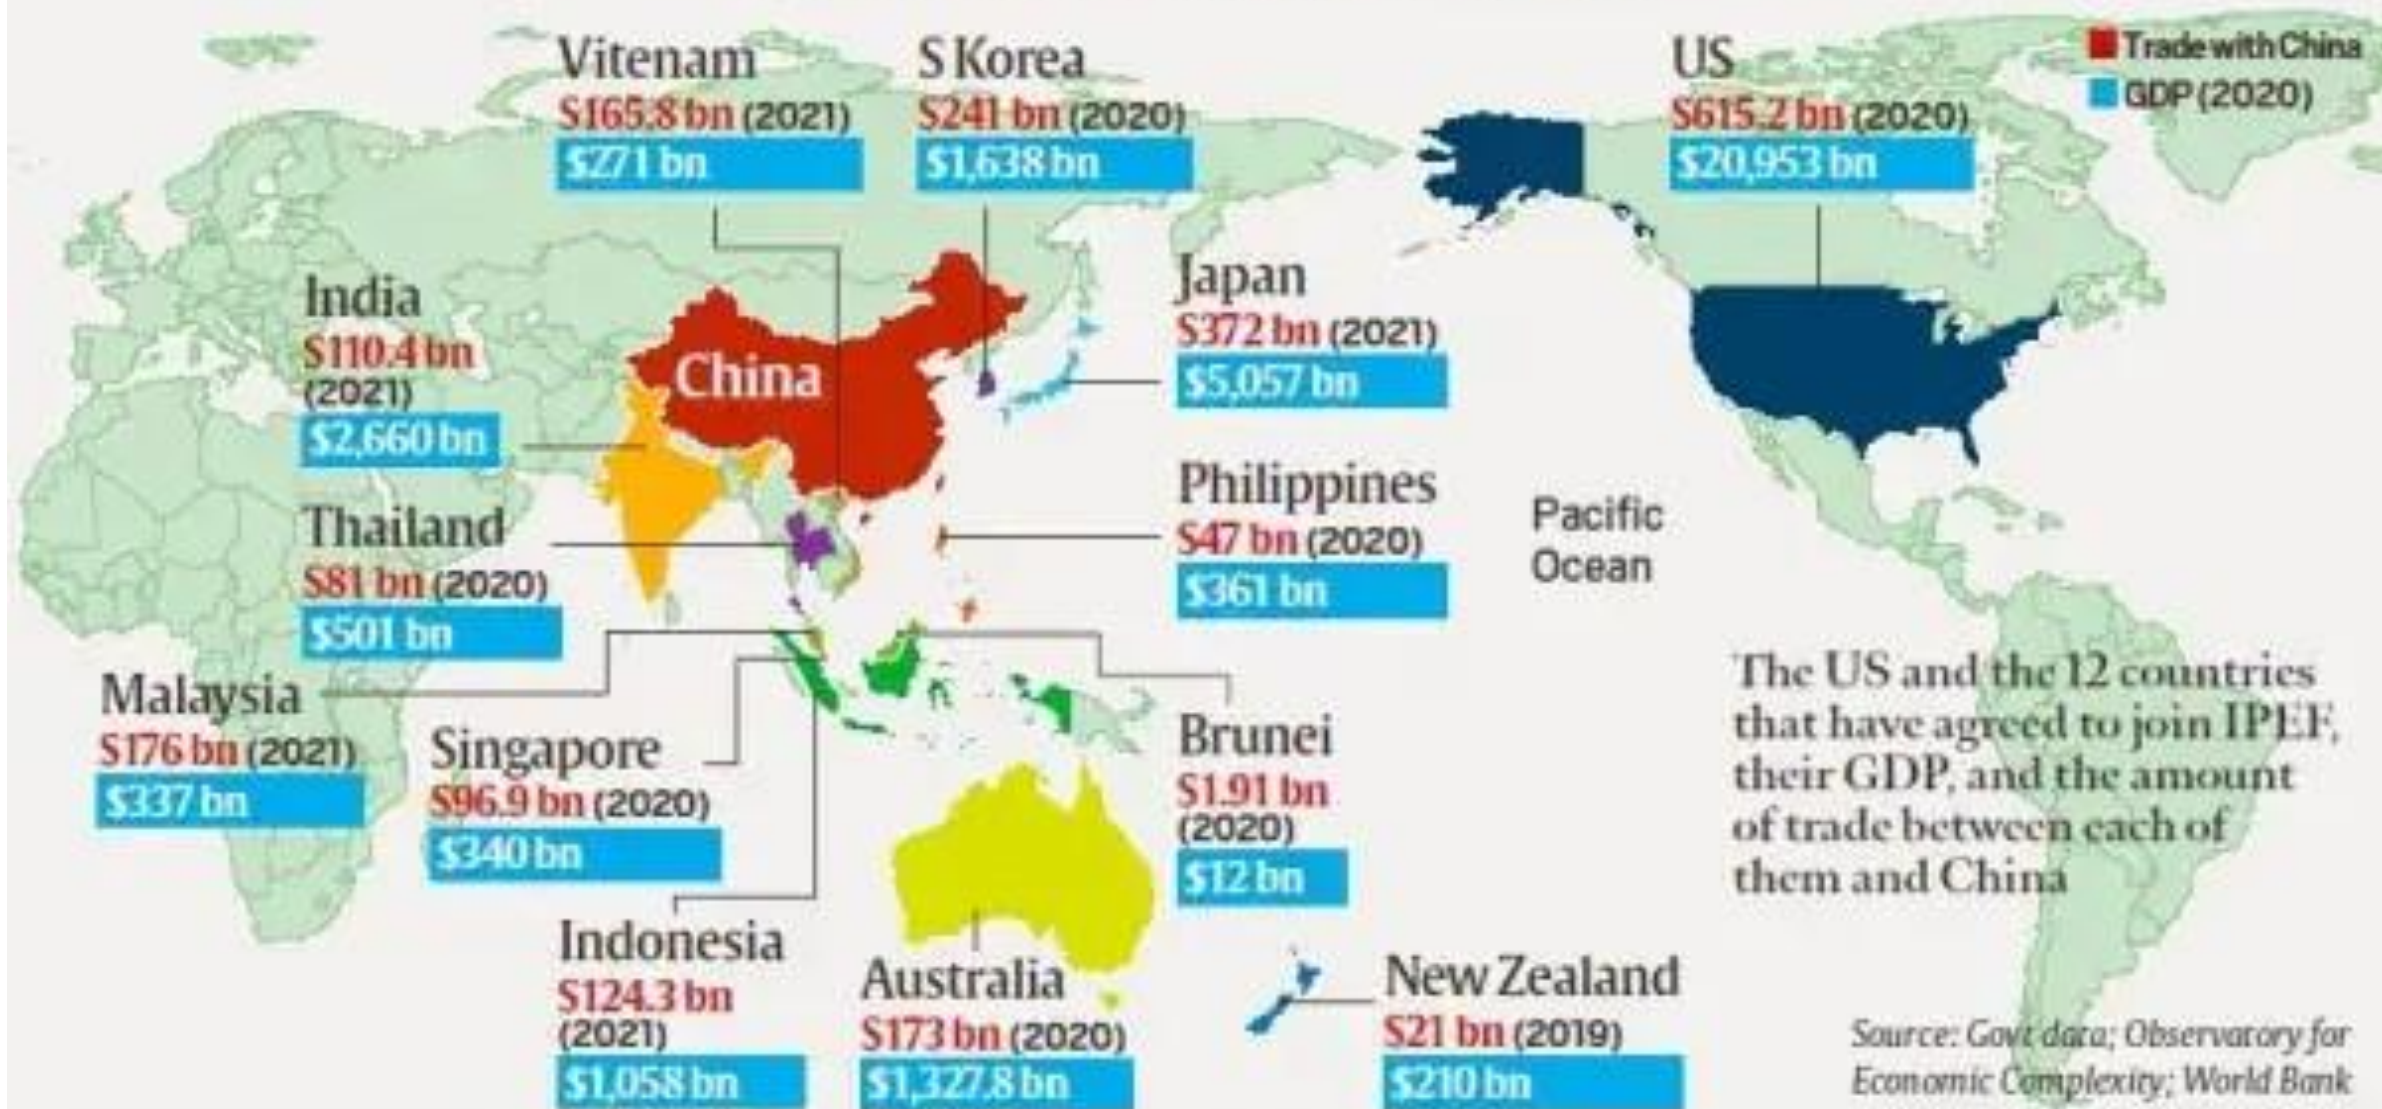 Vitenam
$165.8 bn (2021)
$271 bn
S Korea
$241 bn (2020)
$1,638 bn
US
$615.2 bn (2020)
$20,953 bn
Trade with China
GDP (2020)
India
$110.4 bn
(2021)
$2,660 bn
China
Japan
$372 bn (2021)
$5,057 bn
Thailand
$81 bn (2020)
$501 bn
Philippines
$47 bn (2020)
$361 bn
Pacific
Ocean
Malaysia
$176 bn (2021)
$337 bn
Singapore
$96.9 bn (2020)
$340 bn
Brunei
$1.91 bn
(2020)
$12 bn
The US and the 12 countries
that have agreed to join IPEF,
their GDP, and the amount
of trade between each of
them and China
Indonesia
$124.3 bn
(2021)
$1,058 bn
Australia
$173 bn (2020)
$1,327.8 bn
New Zealand
$21 bn (2019)
$210 bn
Source: Govt data; Observatory for
Economic Complexity; World Bank